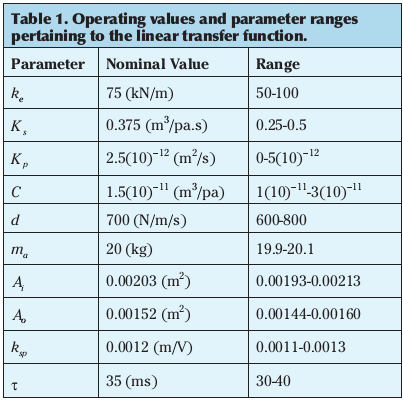 Table 1. Operating values and parameter ranges
pertaining to the linear transfer function.
Parameter Nominal Value Range
kₑ 75 (kN/m) 50-100
Kₛ 0.375 (m³/pa.s) 0.25-0.5
Kₚ 2.5(10)⁻¹² (m²/s) 0-5(10)⁻¹²
C 1.5(10)⁻¹¹ (m³/pa) 1(10)⁻¹¹-3(10)⁻¹¹
d 700 (N/m/s) 600-800
mₐ 20 (kg) 19.9-20.1
Aᵢ 0.00203 (m²) 0.00193-0.00213
Aₒ 0.00152 (m²) 0.00144-0.00160
kₛₚ 0.0012 (m/V) 0.0011-0.0013
τ 35 (ms) 30-40